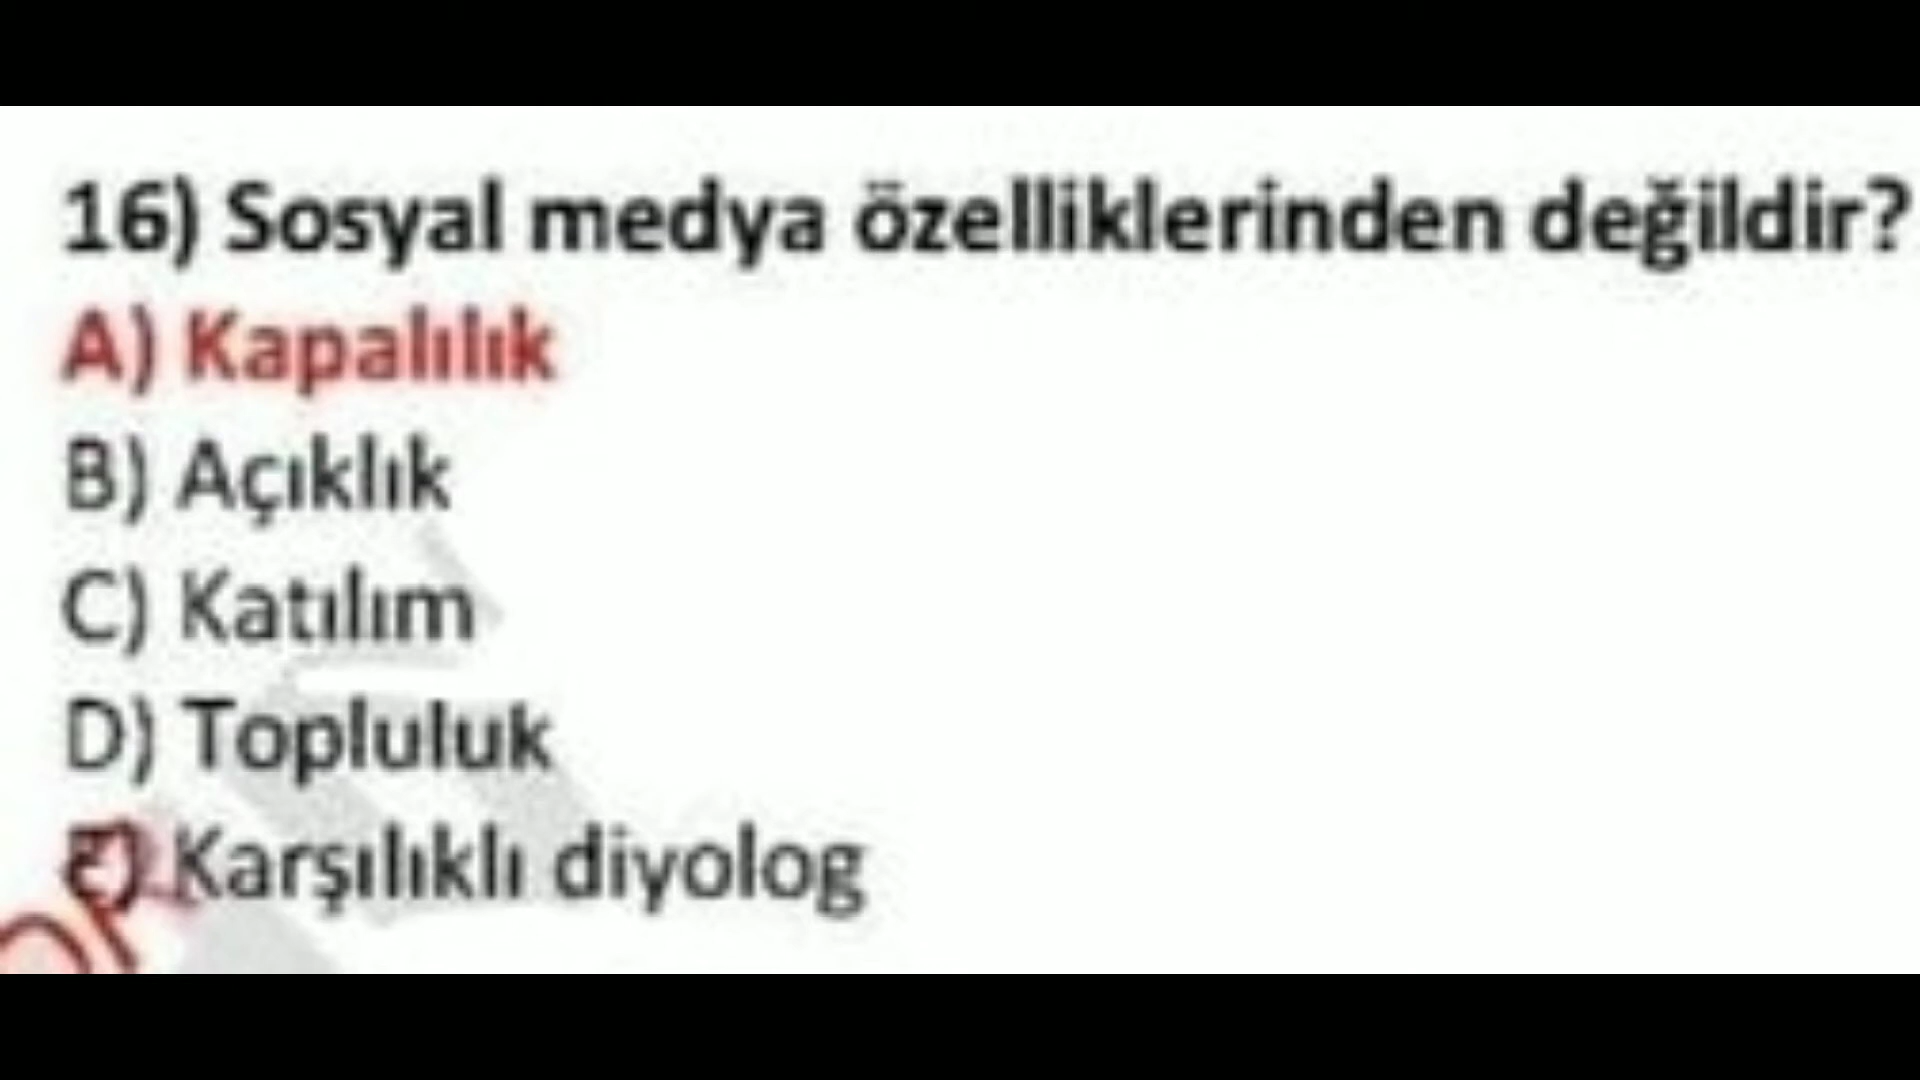 16) Sosyal medya özelliklerinden değildir?
A) Kapalılık
B) Açıklık
C) Katılım
D) Topluluk
E) Karşılıklı diyolog